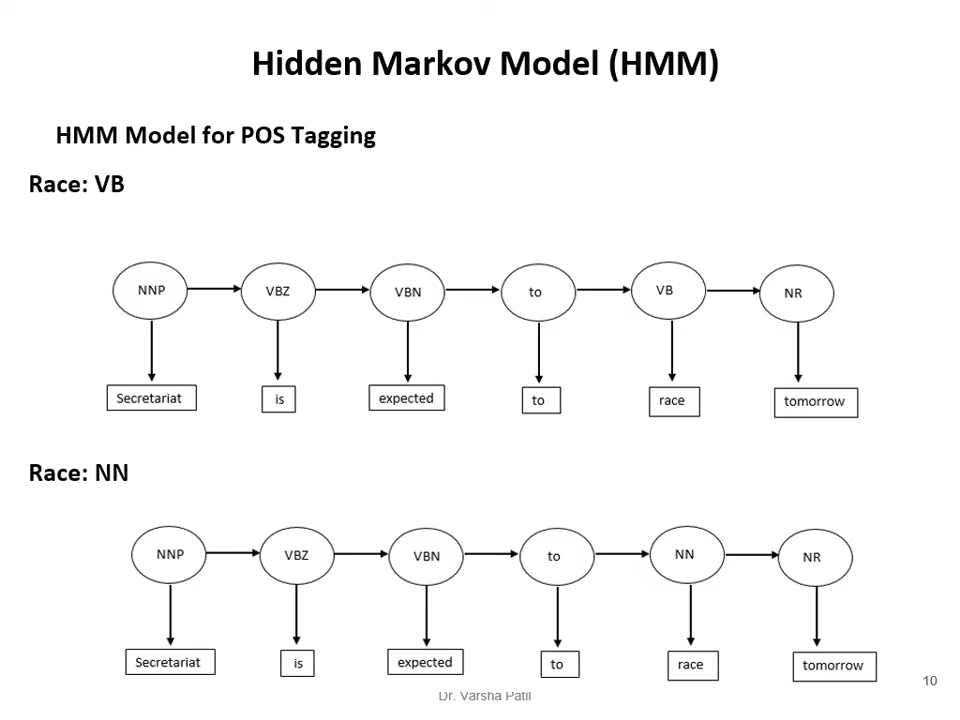 Hidden Markov Model (HMM)
HMM Model for POS Tagging
Race: VB
NNP VBZ VBN to VB NR
Secretariat is expected to race tomorrow
Race: NN
NNP VBZ VBN to NN NR
Secretariat is expected to race tomorrow
10
Dr. Varsha Patil